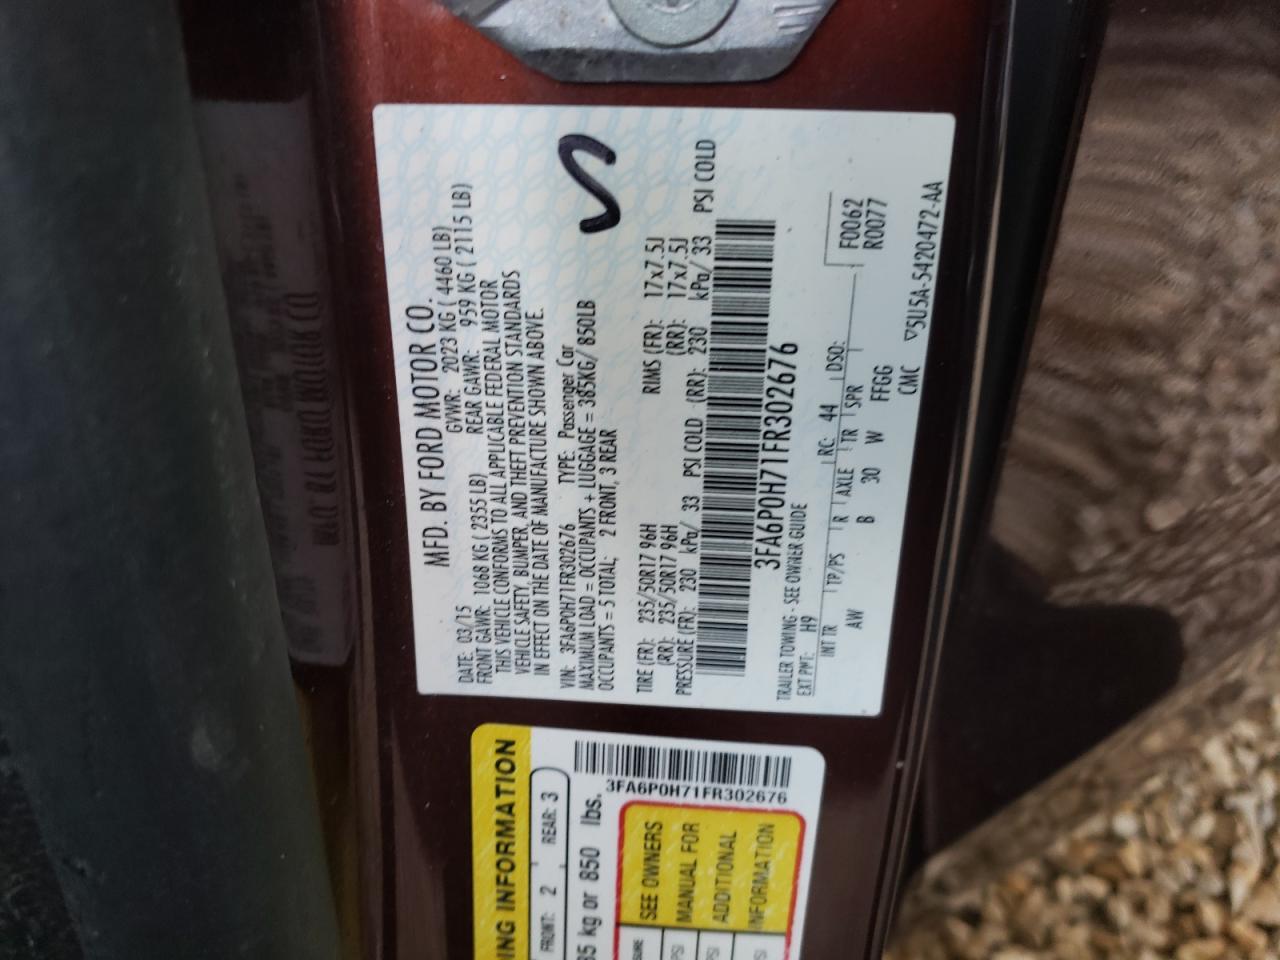 MFD. BY FORD MOTOR CO.
DATE: 03/15 GVWR: 2023 KG ( 4460 LB)
FRONT GAWR: 1068 KG ( 2355 LB) REAR GAWR: 959 KG ( 2115 LB)
THIS VEHICLE CONFORMS TO ALL APPLICABLE FEDERAL MOTOR
VEHICLE SAFETY, BUMPER, AND THEFT PREVENTION STANDARDS
IN EFFECT ON THE DATE OF MANUFACTURE SHOWN ABOVE.
VIN: 3FA6P0H71FR302676 TYPE: Passenger Car
MAXIMUM LOAD = OCCUPANTS + LUGGAGE = 385KG/ 850LB
OCCUPANTS = 5 TOTAL: 2 FRONT, 3 REAR
TIRE (FR): 235/50R17 96H RIMS (FR): 17x7.5J
(RR): 235/50R17 96H (RR): 17x7.5J
PRESSURE (FR): 230 kPa/ 33 PSI COLD (RR): 230 kPa/ 33 PSI COLD
3FA6P0H71FR302676
TRAILER TOWING - SEE OWNER GUIDE
EXT PNT: H9 RC: 44 DSO: F0062
R0077
INT TR TP/PS R AXLE TR SPR
AW B 30 W FFGG
CMC
▽5U5A-5420472-AA
ING INFORMATION
FRONT: 2 REAR: 3
85 kg or 850 lbs.
3FA6P0H71FR302676
SEE OWNERS
MANUAL FOR
ADDITIONAL
INFORMATION
SURE
PSI
PSI
PSI